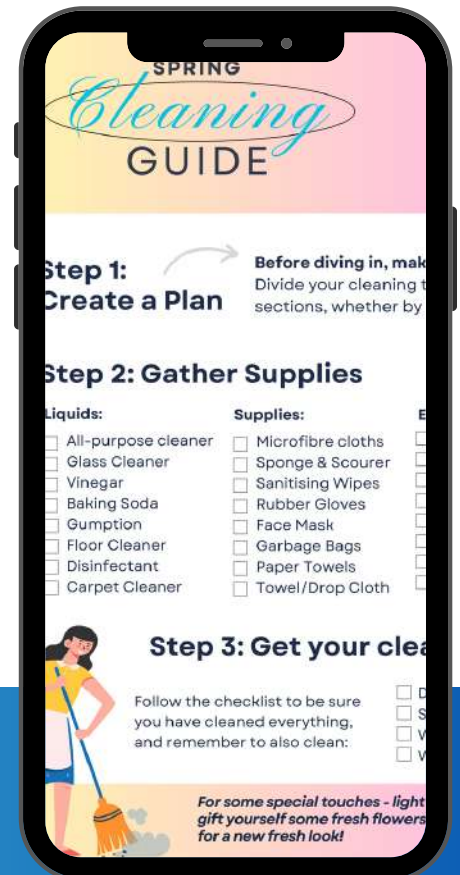 SPRING
Cleaning
GUIDE
Step 1:
Create a Plan
Before diving in, mak
Divide your cleaning t
sections, whether by
Step 2: Gather Supplies
Liquids:
All-purpose cleaner
Glass Cleaner
Vinegar
Baking Soda
Gumption
Floor Cleaner
Disinfectant
Carpet Cleaner
Supplies:
Microfibre cloths
Sponge & Scourer
Sanitising Wipes
Rubber Gloves
Face Mask
Garbage Bags
Paper Towels
Towel/Drop Cloth
E
Step 3: Get your clea
Follow the checklist to be sure
you have cleaned everything,
and remember to also clean:
D
S
W
W
For some special touches - light
gift yourself some fresh flowers
for a new fresh look!